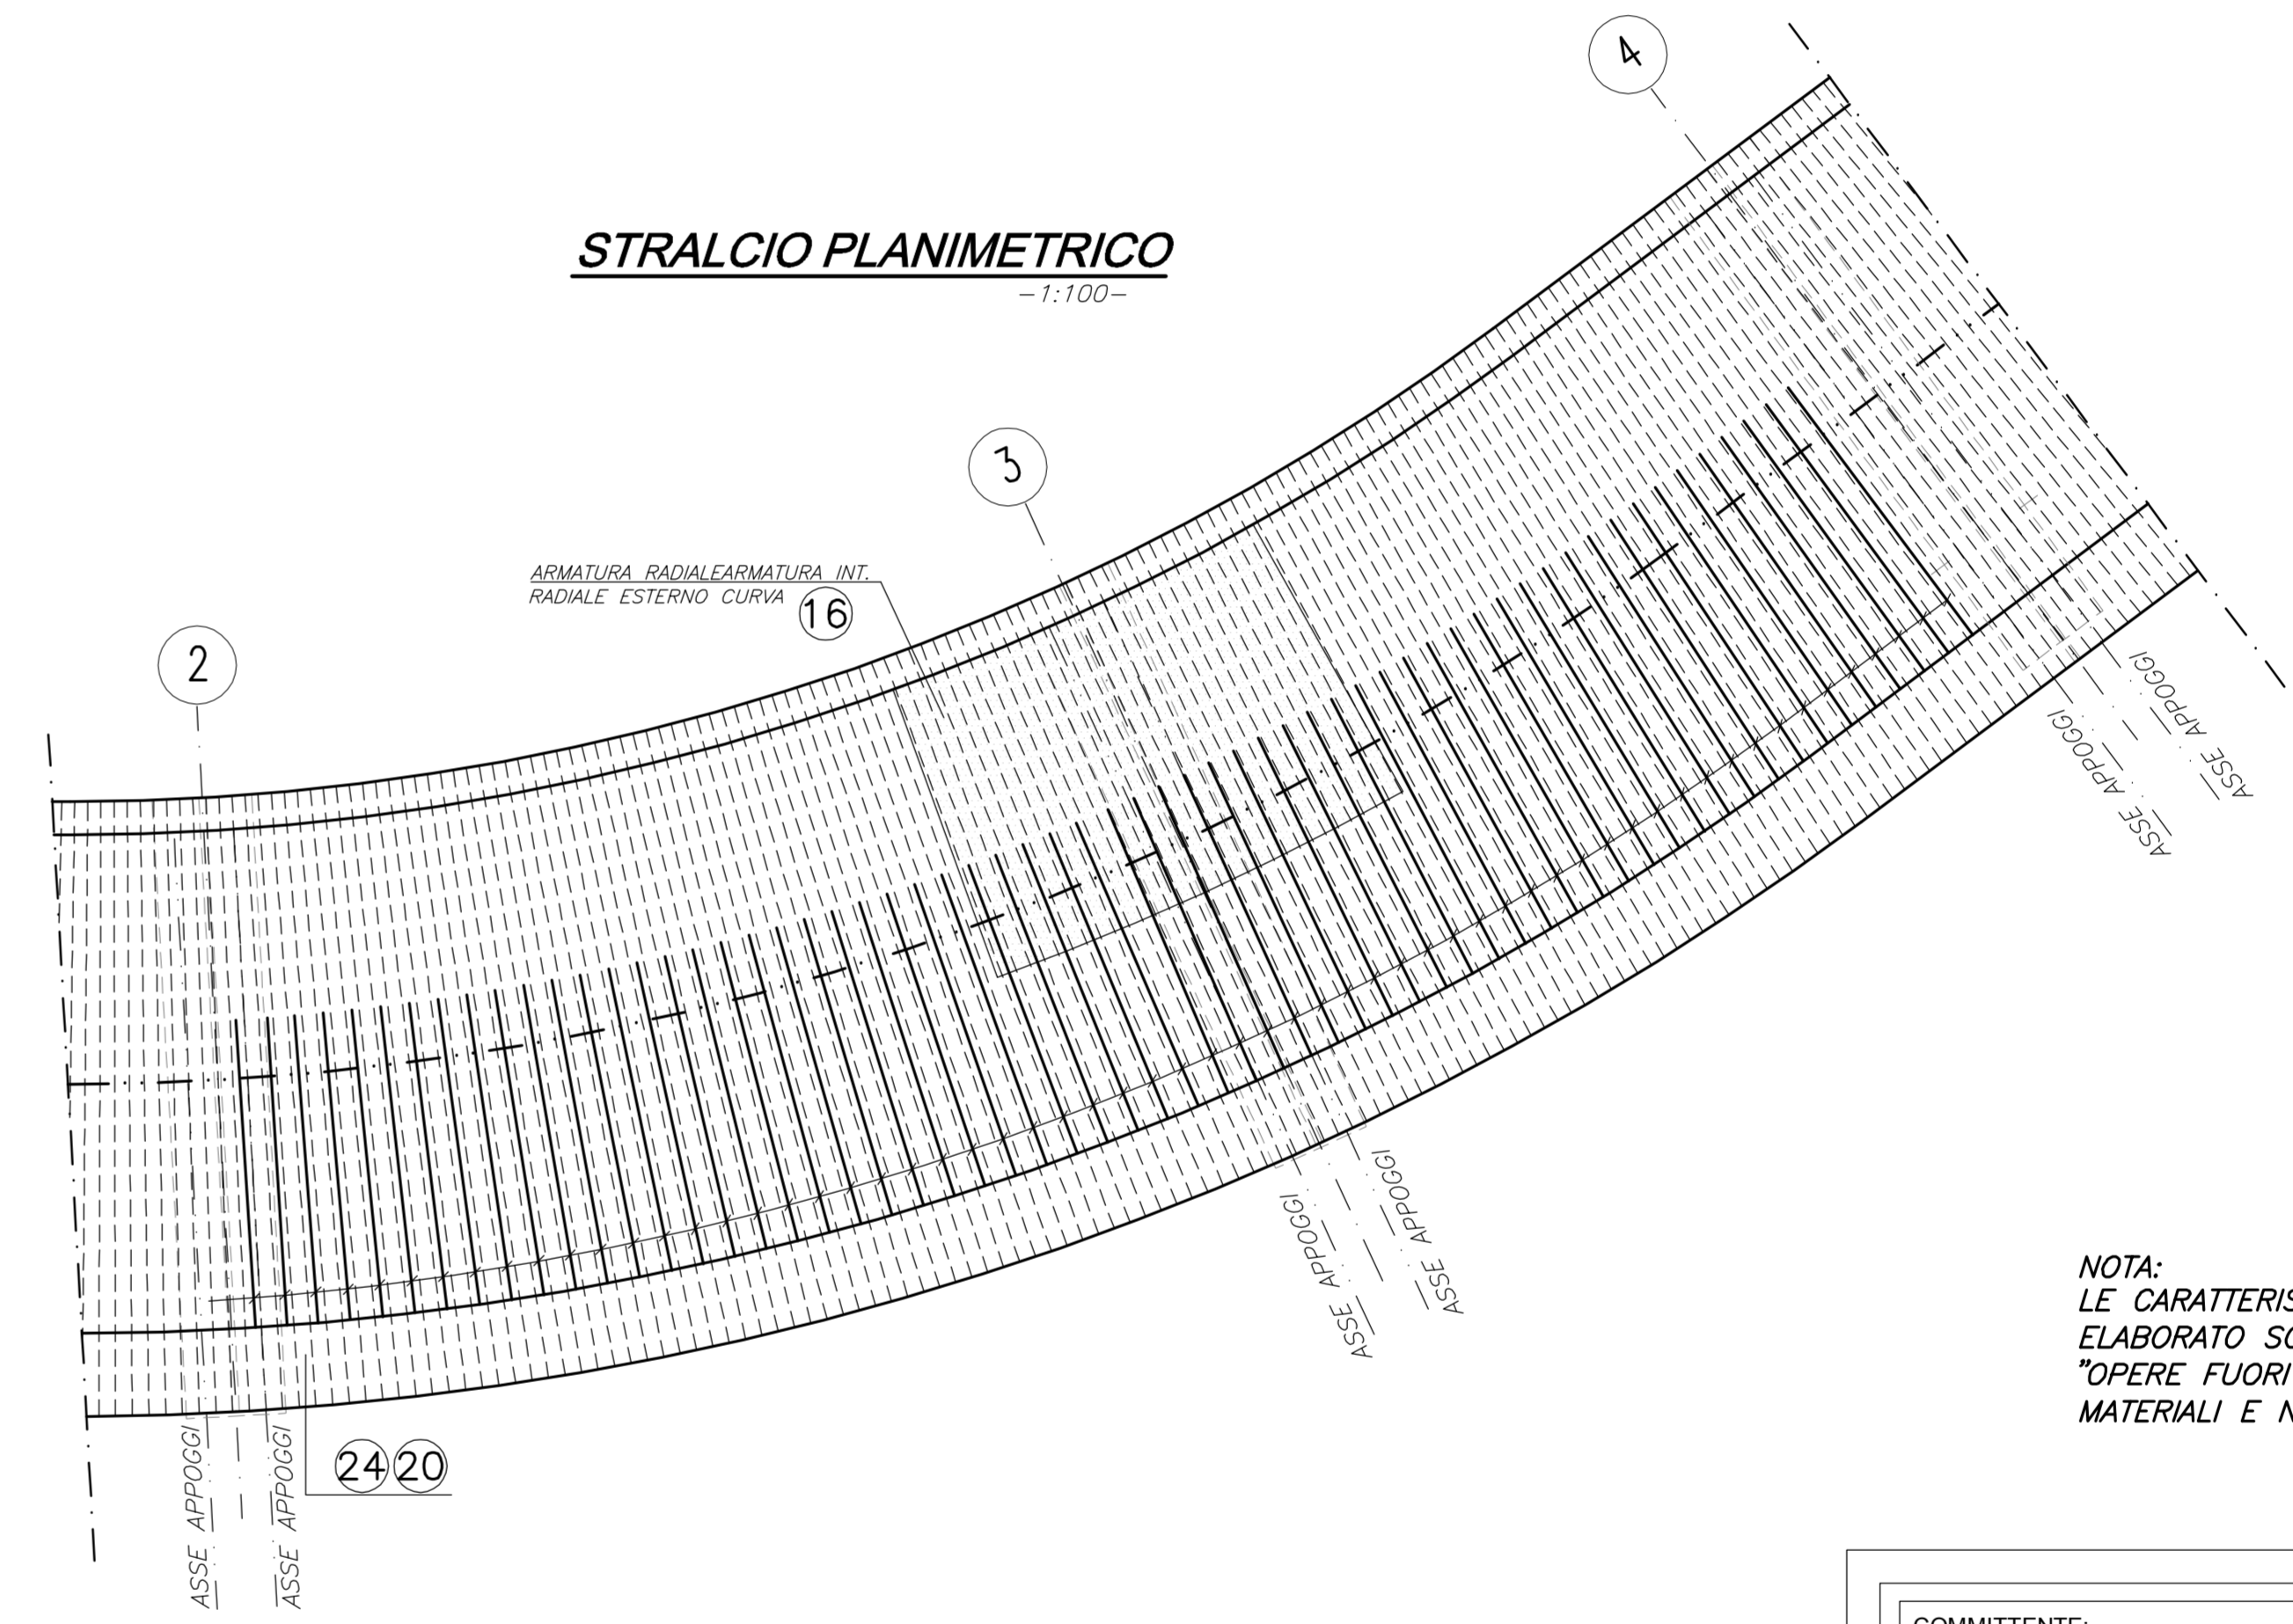 4
STRALCIO PLANIMETRICO
-1:100-
3
ARMATURA RADIALEARMATURA INT.
RADIALE ESTERNO CURVA
16
2
ASSE APPOGGI
ASSE APPOGGI
ASSE APPOGGI
ASSE APPOGGI
ASSE APPOGGI
ASSE APPOGGI
24 20
NOTA:
LE CARATTERIS
ELABORATO SO
"OPERE FUORI
MATERIALI E N
COMMITTENTE: